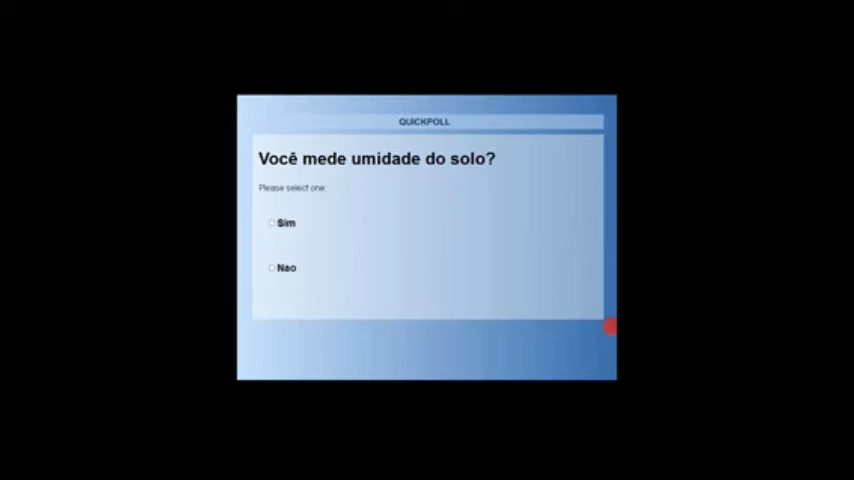 QUICKPOLL
Você mede umidade do solo?
Please select one:
Sim
Nao